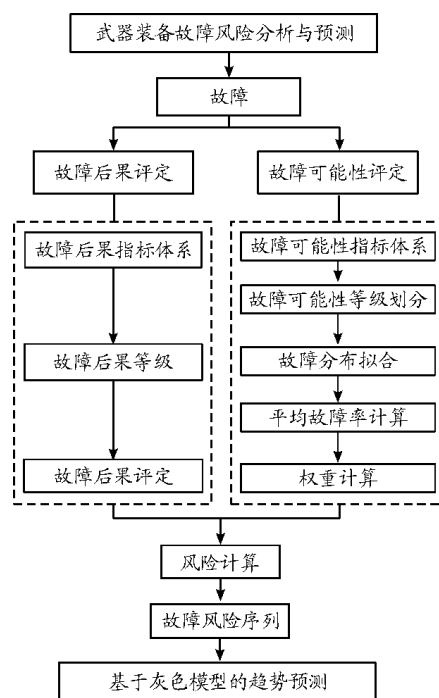 武器装备故障风险分析与预测
故障
故障后果评定
故障可能性评定
故障后果指标体系
故障后果等级
故障后果评定
故障可能性指标体系
故障可能性等级划分
故障分布拟合
平均故障率计算
权重计算
风险计算
故障风险序列
基于灰色模型的趋势预测